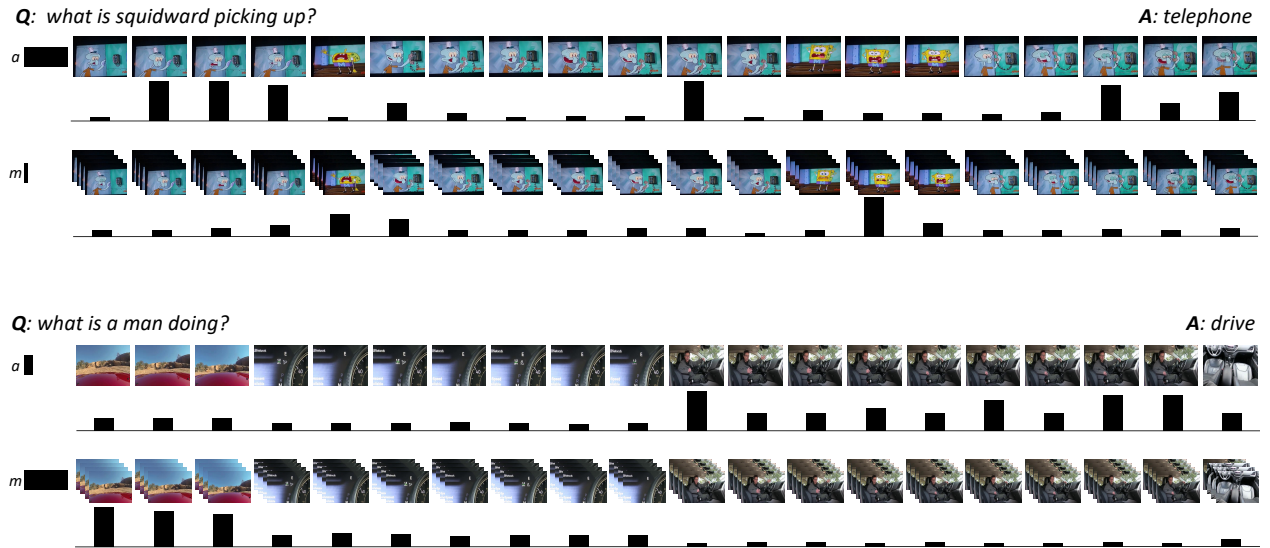 Q: what is squidward picking up? A: telephone
a
m
Q: what is a man doing? A: drive
a
m